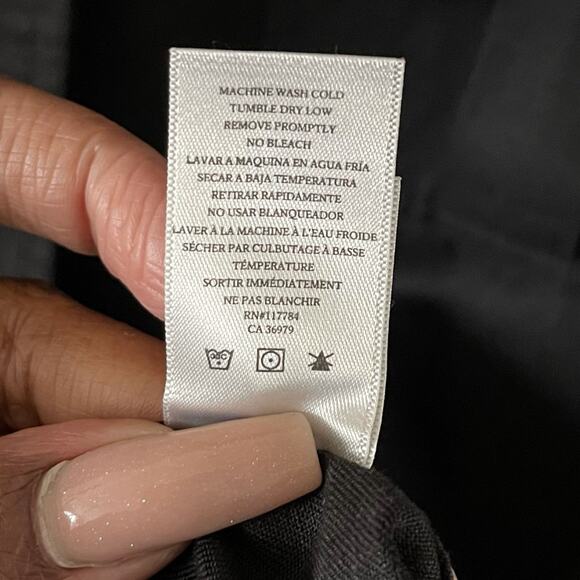 MACHINE WASH COLD
TUMBLE DRY LOW
REMOVE PROMPTLY
NO BLEACH
LAVAR A MAQUINA EN AGUA FRÍA
SECAR A BAJA TEMPERATURA
RETIRAR RAPIDAMENTE
NO USAR BLANQUEADOR
LAVER À LA MACHINE À L'EAU FROIDE
SÉCHER PAR CULBUTAGE À BASSE
TÉMPÉRATURE
SORTIR IMMÉDIATEMENT
NE PAS BLANCHIR
RN#117784
CA 36979